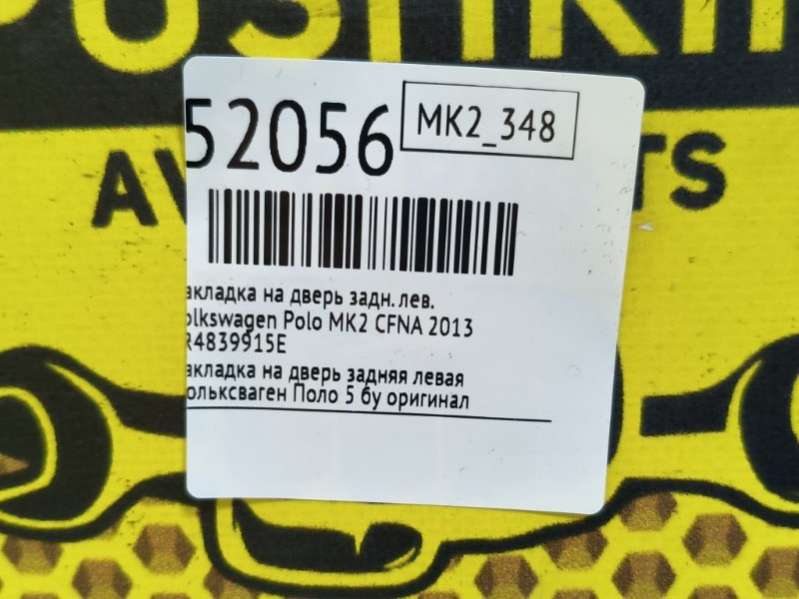 PUSHKIN
AV TS
52056
MK2_348
акладка на дверь задн. лев.
olkswagen Polo MK2 CFNA 2013
R4839915E
акладка на дверь задняя левая
ольксваген Поло 5 бу оригинал